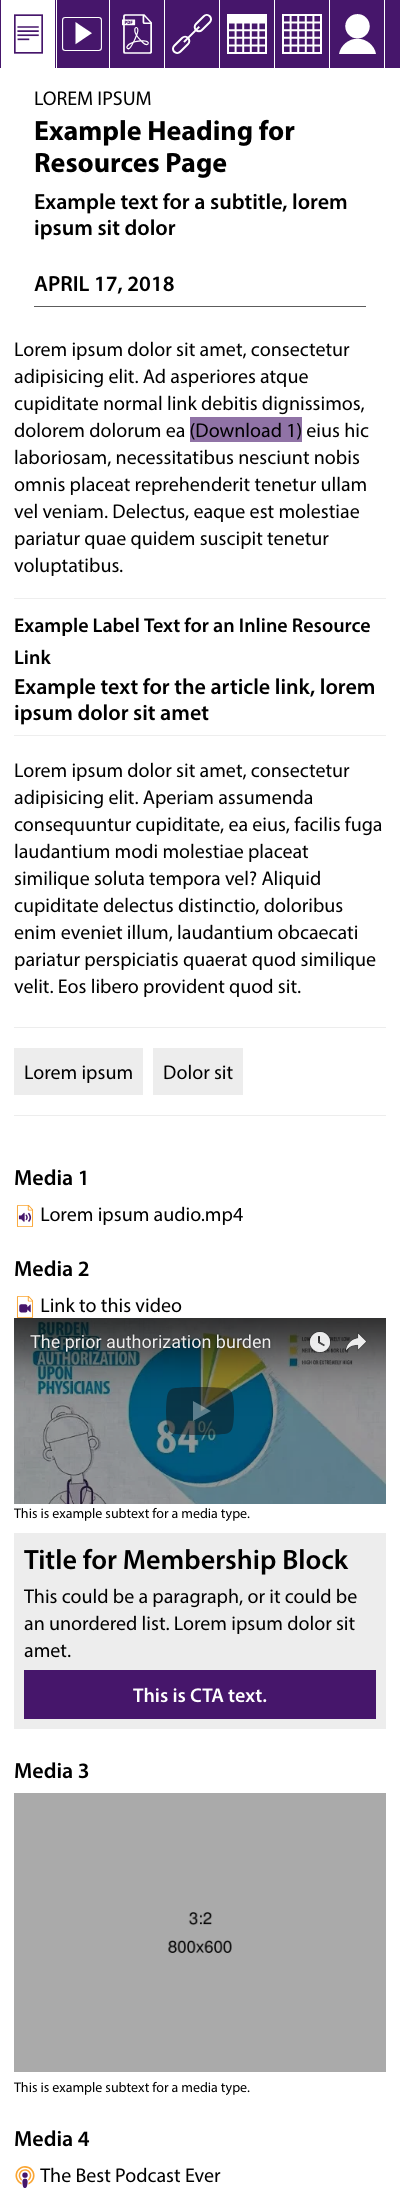 PDF
LOREM IPSUM
Example Heading for
Resources Page
Example text for a subtitle, lorem
ipsum sit dolor
APRIL 17, 2018
Lorem ipsum dolor sit amet, consectetur
adipisicing elit. Ad asperiores atque
cupiditate normal link debitis dignissimos,
dolorem dolorum ea (Download 1) eius hic
laboriosam, necessitatibus nesciunt nobis
omnis placeat reprehenderit tenetur ullam
vel veniam. Delectus, eaque est molestiae
pariatur quae quidem suscipit tenetur
voluptatibus.
Example Label Text for an Inline Resource
Link
Example text for the article link, lorem
ipsum dolor sit amet
Lorem ipsum dolor sit amet, consectetur
adipisicing elit. Aperiam assumenda
consequuntur cupiditate, ea eius, facilis fuga
laudantium modi molestiae placeat
similique soluta tempora vel? Aliquid
cupiditate delectus distinctio, doloribus
enim eveniet illum, laudantium obcaecati
pariatur perspiciatis quaerat quod similique
velit. Eos libero provident quod sit.
Lorem ipsum
Dolor sit
Media 1
Lorem ipsum audio.mp4
Media 2
Link to this video
The prior authorization burden
BURDEN
AUTHORIZATION
UPON
PHYSICIANS
HIGH OR EXTREMELY HIGH
84%
This is example subtext for a media type.
Title for Membership Block
This could be a paragraph, or it could be
an unordered list. Lorem ipsum dolor sit
amet.
This is CTA text.
Media 3
3:2
800x600
This is example subtext for a media type.
Media 4
The Best Podcast Ever